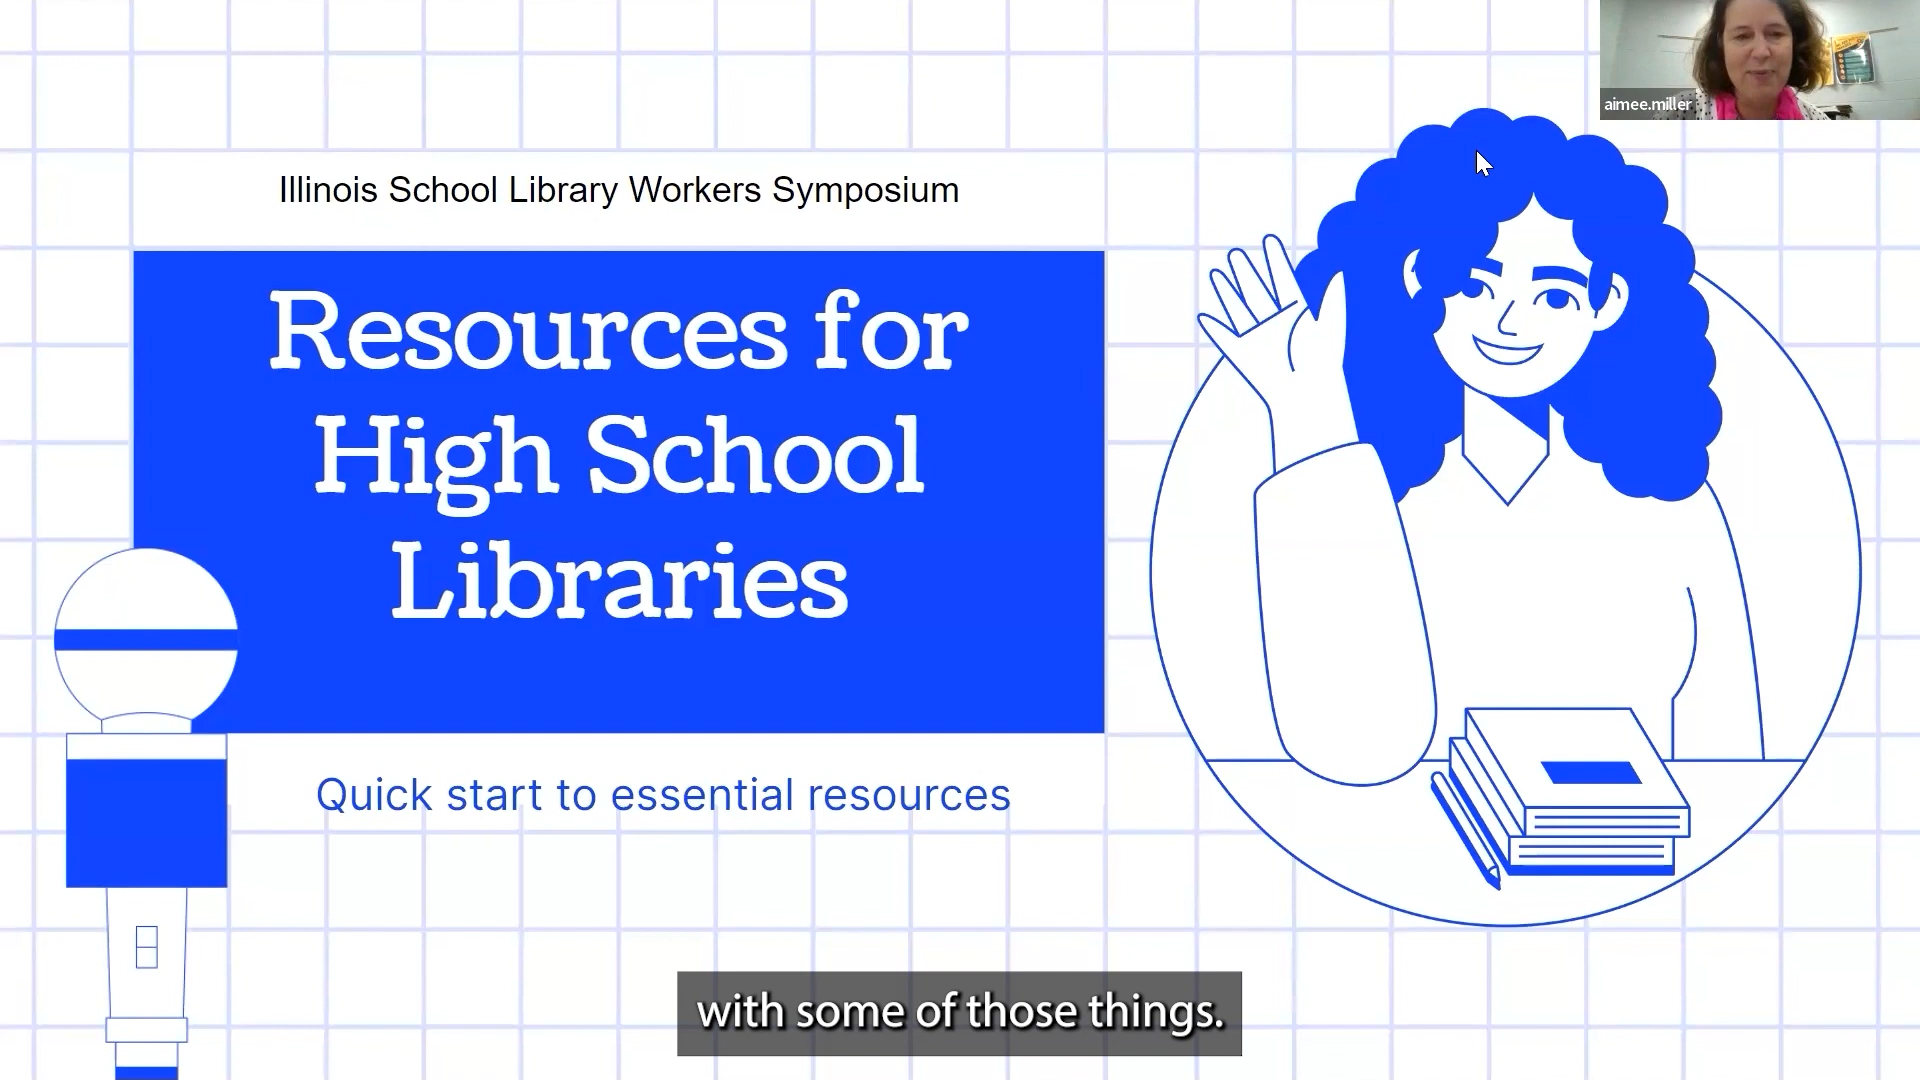 aimee.miller
Illinois School Library Workers Symposium
Resources for
High School
Libraries
Quick start to essential resources
with some of those things.